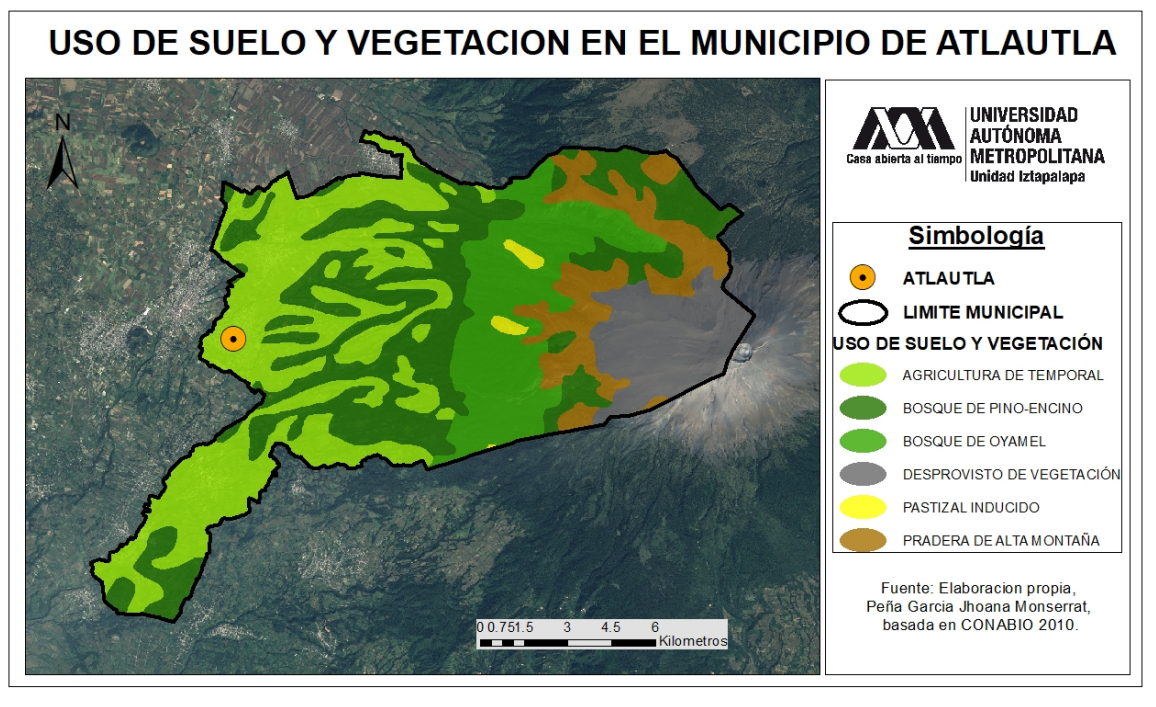 USO DE SUELO Y VEGETACION EN EL MUNICIPIO DE ATLAUTLA
N
UNIVERSIDAD
AUTÓNOMA
METROPOLITANA
Casa abierta al tiempo
Unidad Iztapalapa
Simbología
ATLAUTLA
LIMITE MUNICIPAL
USO DE SUELO Y VEGETACIÓN
AGRICULTURA DE TEMPORAL
BOSQUE DE PINO-ENCINO
BOSQUE DE OYAMEL
DESPROVISTO DE VEGETACIÓN
PASTIZAL INDUCIDO
PRADERA DE ALTA MONTAÑA
Fuente: Elaboracion propia,
Peña Garcia Jhoana Monserrat,
basada en CONABIO 2010.
0 0.75 1.5 3 4.5 6
Kilometros